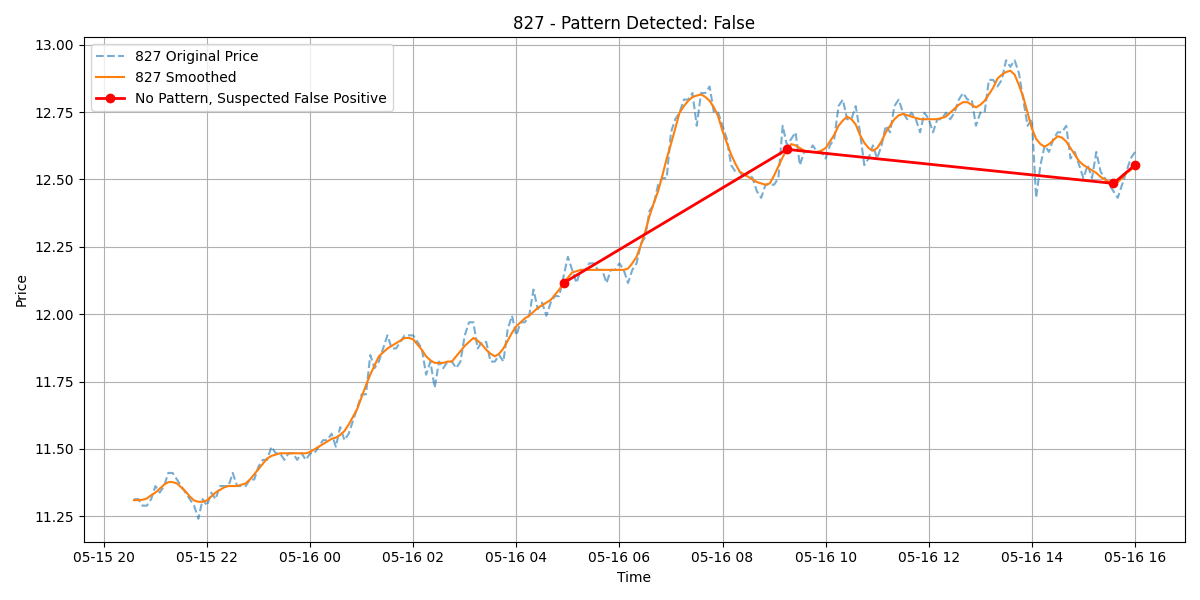 827 - Pattern Detected: False
827 Original Price
827 Smoothed
No Pattern, Suspected False Positive
Price
13.00
12.75
12.50
12.25
12.00
11.75
11.50
11.25
05-15 20 05-15 22 05-16 00 05-16 02 05-16 04 05-16 06 05-16 08 05-16 10 05-16 12 05-16 14 05-16 16
Time